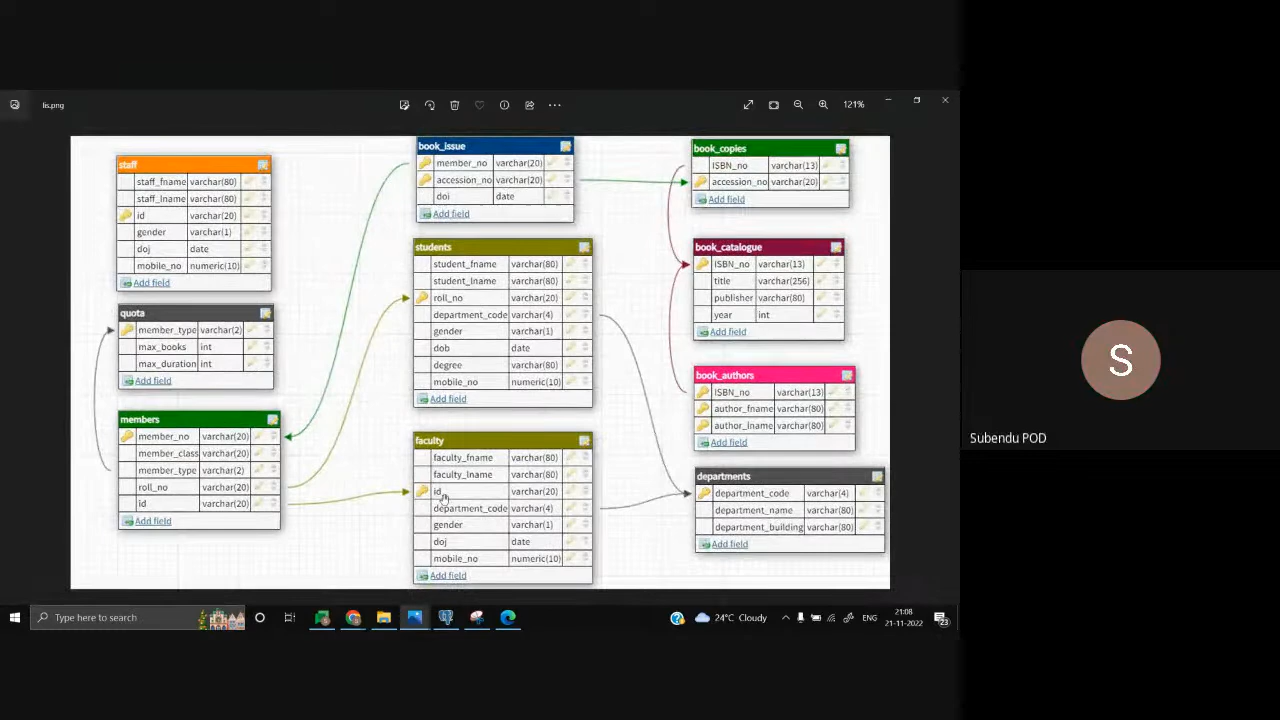 lis.png
121%
staff
staff_fname varchar(80)
staff_lname varchar(80)
id varchar(20)
gender varchar(1)
doj date
mobile_no numeric(10)
Add field
quota
member_type varchar(2)
max_books int
max_duration int
Add field
members
member_no varchar(20)
member_class varchar(20)
member_type varchar(2)
roll_no varchar(20)
id varchar(20)
Add field
book_issue
member_no varchar(20)
accession_no varchar(20)
doi date
Add field
students
student_fname varchar(80)
student_lname varchar(80)
roll_no varchar(20)
department_code varchar(4)
gender varchar(1)
dob date
degree varchar(80)
mobile_no numeric(10)
Add field
faculty
faculty_fname varchar(80)
faculty_lname varchar(80)
id varchar(20)
department_code varchar(4)
gender varchar(1)
doj date
mobile_no numeric(10)
Add field
book_copies
ISBN_no varchar(13)
accession_no varchar(20)
Add field
book_catalogue
ISBN_no varchar(13)
title varchar(256)
publisher varchar(80)
year int
Add field
book_authors
ISBN_no varchar(13)
author_fname varchar(80)
author_lname varchar(80)
Add field
departments
department_code varchar(4)
department_name varchar(80)
department_building varchar(80)
Add field
S
Subendu POD
Type here to search
24°C Cloudy
ENG
21:08
21-11-2022
23